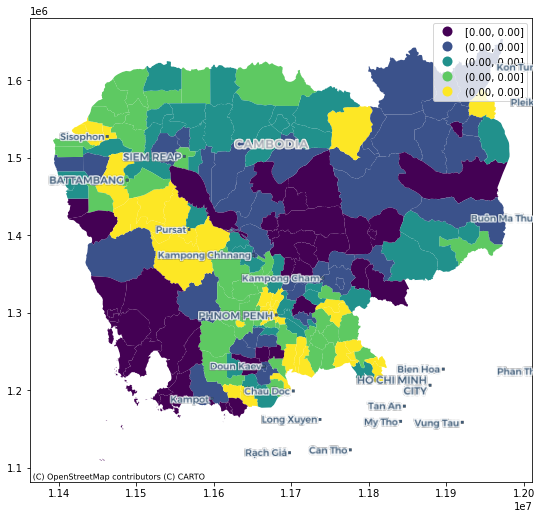 1e6
[0.00, 0.00]
(0.00, 0.00]
(0.00, 0.00]
(0.00, 0.00]
(0.00, 0.00]
Kon Tum
1.6
Pleik
Sisophon
CAMBODIA
1.5
SIEM REAP
BATTAMBANG
Buôn Ma Thu
1.4
Pursat
Kampong Chhnang
Kampong Cham
1.3
PHNOM PENH
Doun Kaev
Bien Hoa
Phan Th
HO CHI MINH
CITY
1.2
Chau Doc
Kampot
Tan An
Long Xuyen
My Tho
Vung Tau
Rạch Giá
Can Tho
1.1
(C) OpenStreetMap contributors (C) CARTO
1.14
1.15
1.16
1.17
1.18
1.19
1.20
1e7